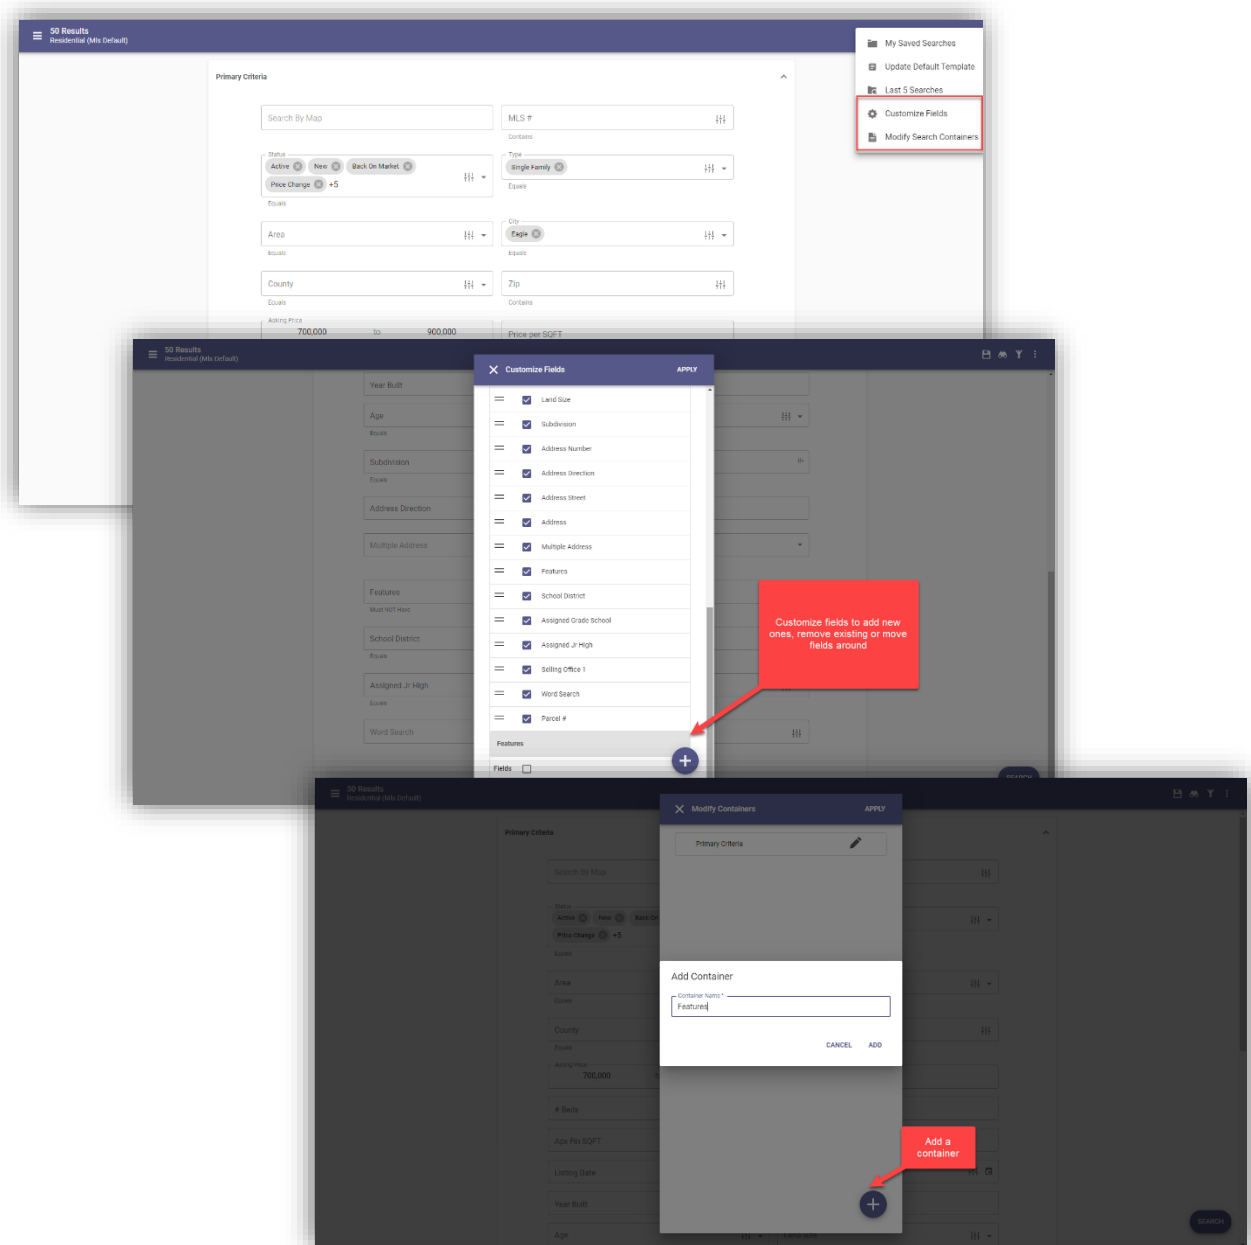 50 Results
Residential (Mls Default)
My Saved Searches
Update Default Template
Last 5 Searches
Customize Fields
Modify Search Containers
Primary Criteria
Search By Map
MLS #
Contains
Status
Active New Back On Market
Price Change +5
Equals
Type
Single Family
Equals
Area
Equals
City
Eagle
Equals
County
Equals
Zip
Contains
Asking Price
700,000 to 900,000
Price per SQFT
50 Results
Residential (Mls Default)
Year Built
Age
Equals
Subdivision
Equals
Address Direction
Multiple Address
Features
Must NOT Have
School District
Equals
Assigned Jr High
Equals
Word Search
SEARCH
Customize Fields
APPLY
Land Size
Subdivision
Address Number
Address Direction
Address Street
Address
Multiple Address
Features
School District
Assigned Grade School
Assigned Jr High
Selling Office 1
Word Search
Parcel #
Features
Fields
Customize fields to add new
ones, remove existing or move
fields around
50 Results
Residential (Mls Default)
Primary Criteria
Search By Map
Status
Active New Back On
Price Change +5
Equals
Area
Equals
County
Equals
Asking Price
700,000
# Beds
Apx Fin SQFT
Listing Date
Year Built
Age
Land Size
Modify Containers
APPLY
Primary Criteria
Add Container
Container Name *
Features
CANCEL ADD
Add a
container
SEARCH